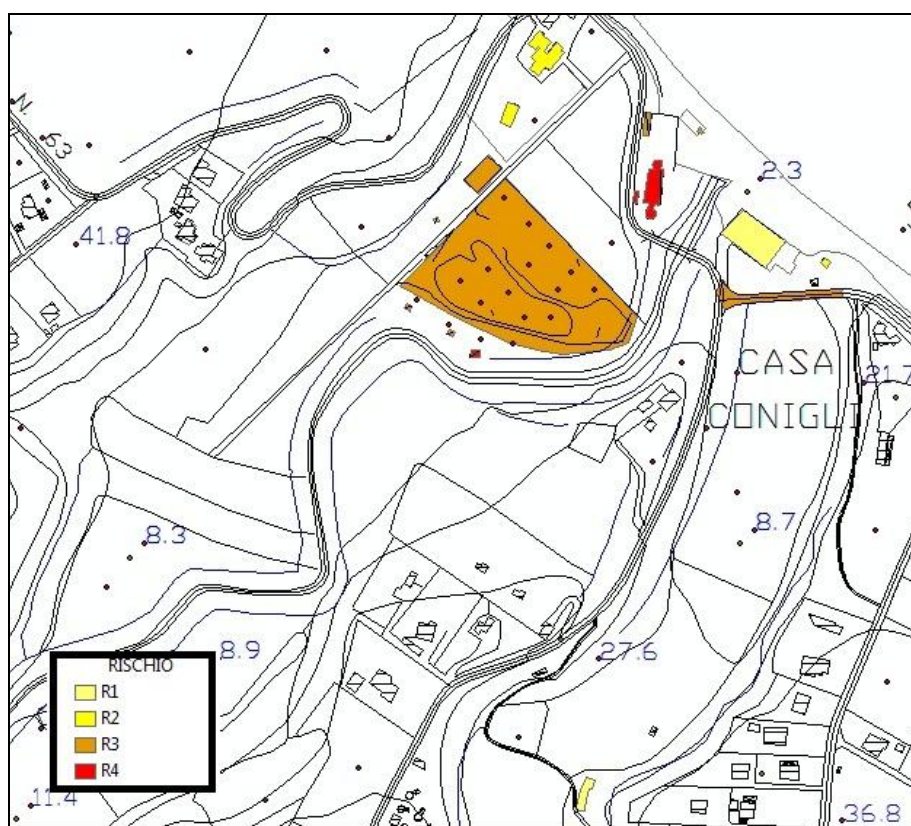 N.
63
2.3
41.8
CASA
21.7
CONIGLI
8.3
8.7
8.9
27.6
RISCHIO
R1
R2
R3
R4
11.4
36.8